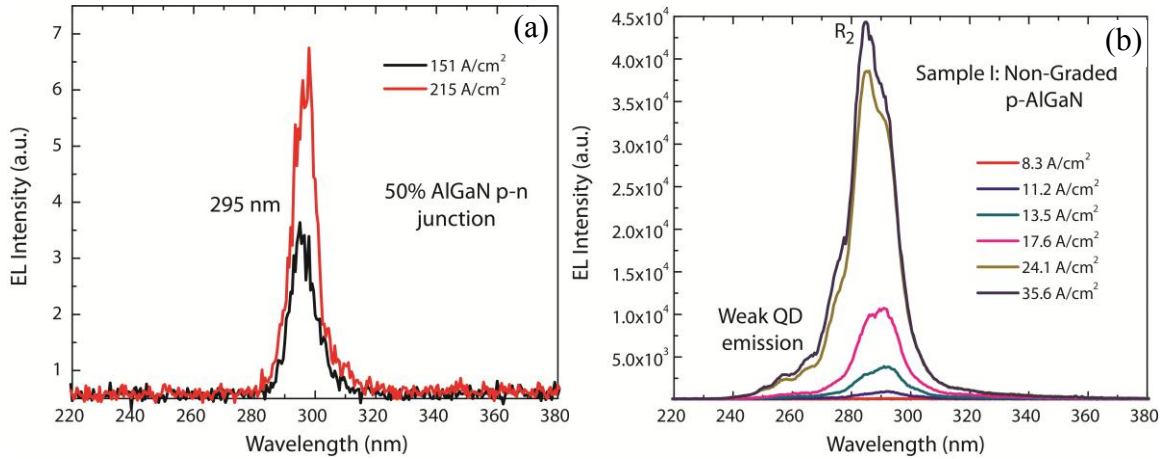 (a)
7
6
5
4
3
2
1
EL Intensity (a.u.)
151 A/cm²
215 A/cm²
295 nm
50% AlGaN p-n
junction
220 240 260 280 300 320 340 360 380
Wavelength (nm)
(b)
4.5x10⁴
4.0x10⁴
3.5x10⁴
3.0x10⁴
2.5x10⁴
2.0x10⁴
1.5x10⁴
1.0x10⁴
5.0x10³
EL Intensity (a.u.)
R₂
Sample I: Non-Graded
p-AlGaN
8.3 A/cm²
11.2 A/cm²
13.5 A/cm²
17.6 A/cm²
24.1 A/cm²
35.6 A/cm²
Weak QD
emission
220 240 260 280 300 320 340 360 380
Wavelength (nm)